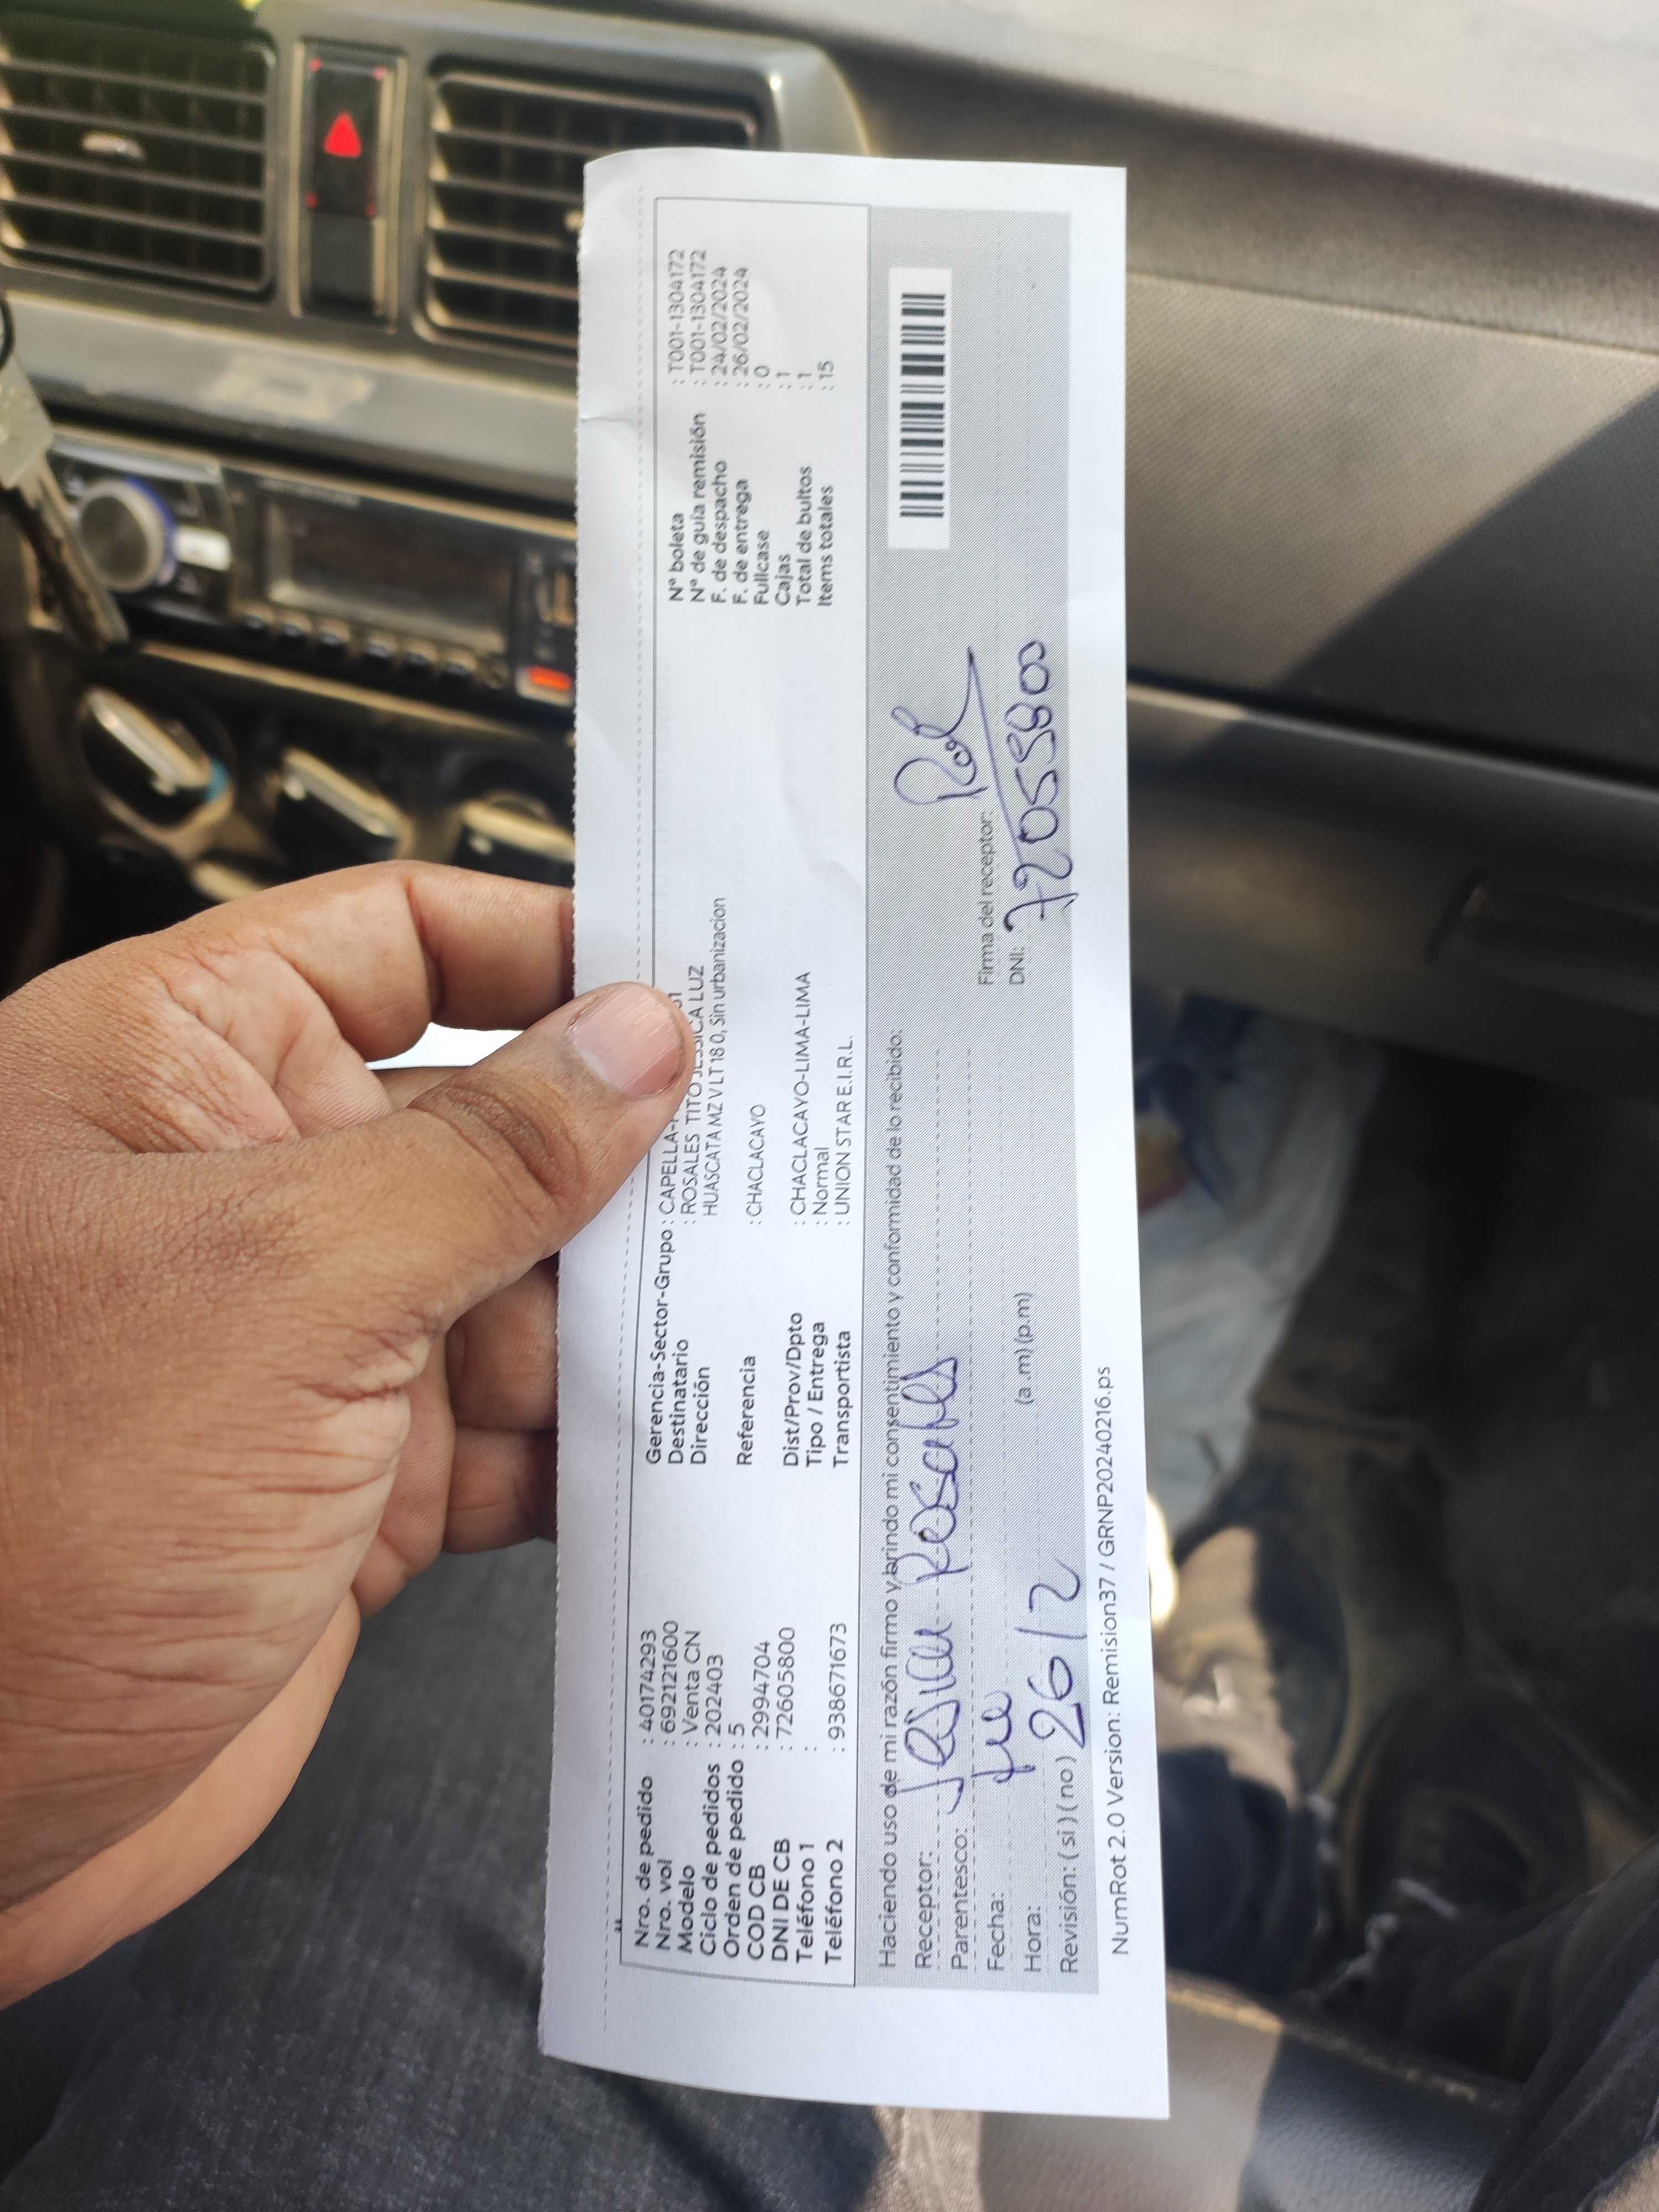 Nro. de pedido : 40174293
Nro. vol : 692121600
Modelo : Venta CN
Ciclo de pedidos : 202403
Orden de pedido : 5
COD CB : 2994704
DNI DE CB : 72605800
Teléfono 1 :
Teléfono 2 : 938671673
Gerencia-Sector-Grupo : CAPELLA-
Destinatario : ROSALES TITO JESSICA LUZ
Dirección HUASCATA MZ V LT 18 0, Sin urbanizacion
Referencia : CHACLACAYO
Dist/Prov/Dpto : CHACLACAYO-LIMA-LIMA
Tipo / Entrega : Normal
Transportista : UNION STAR E.I.R.L.
N° boleta : T001-1304172
N° de guía remisión : T001-1304172
F. de despacho : 24/02/2024
F. de entrega : 26/02/2024
Fullcase : 0
Cajas : 1
Total de bultos : 1
Items totales : 15
Haciendo uso de mi razón firmo y brindo mi consentimiento y conformidad de lo recibido:
Receptor: Rosales
Parentesco:
Fecha:
Hora: 26/2 (a.m) (p.m)
Revisión: ( si ) ( no )
Firma del receptor:
DNI:
NumRot 2.0 Version: Remision37 / GRNP20240216.ps